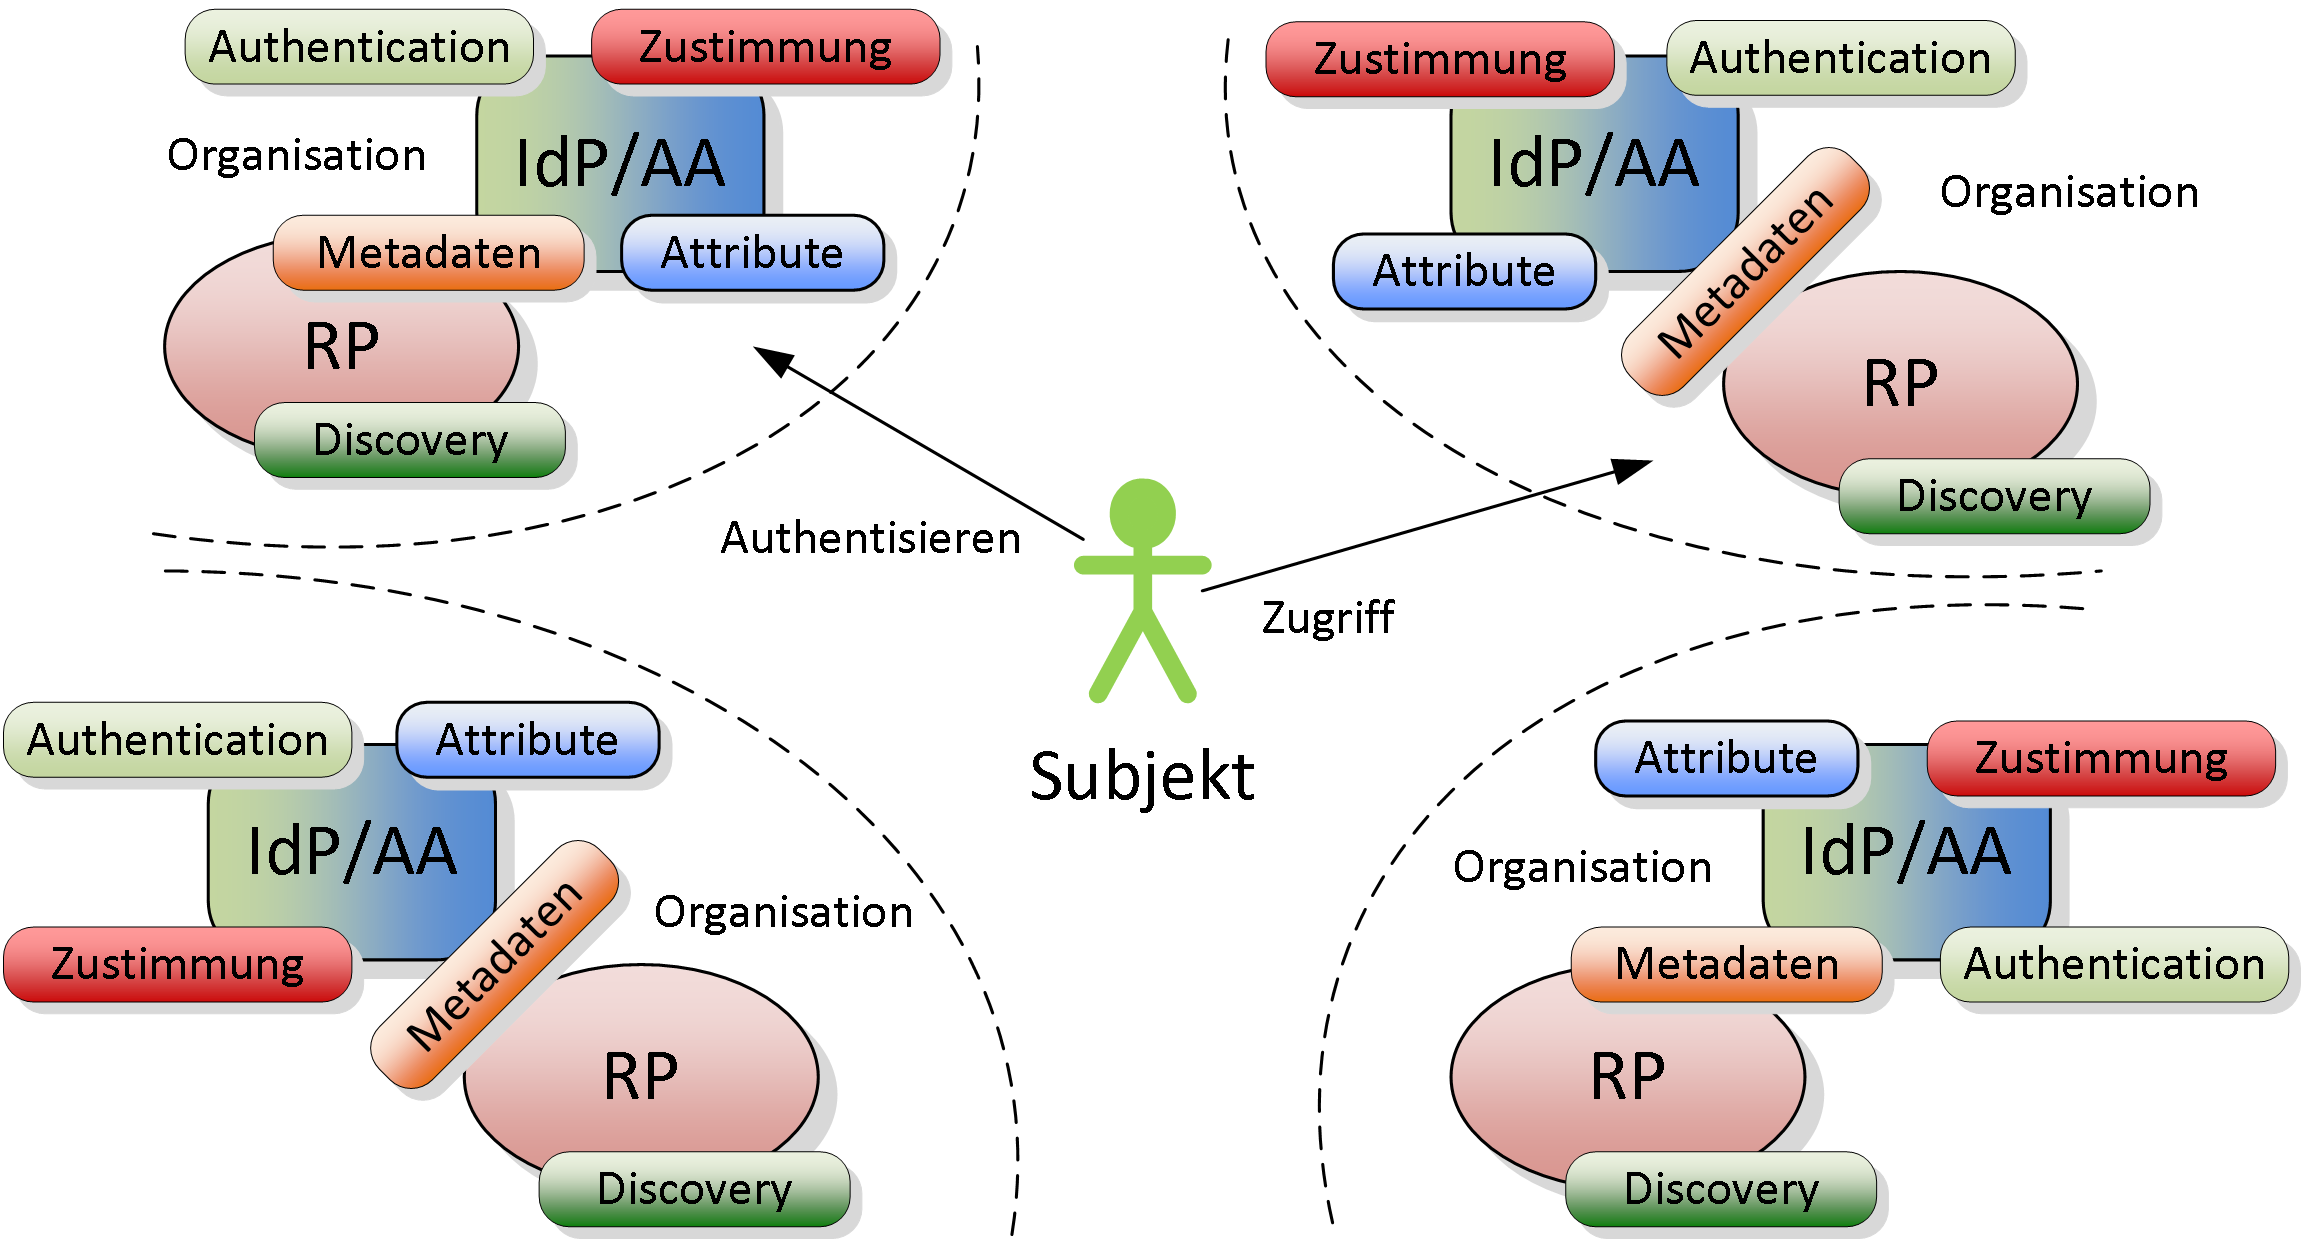 Authentication
Zustimmung
Organisation
IdP/AA
Metadaten
Attribute
RP
Discovery
Zustimmung
Authentication
IdP/AA
Organisation
Metadaten
Attribute
RP
Discovery
Authentisieren
Zugriff
Subjekt
Authentication
Attribute
IdP/AA
Organisation
Zustimmung
Metadaten
RP
Discovery
Attribute
Zustimmung
Organisation
IdP/AA
Metadaten
Authentication
RP
Discovery